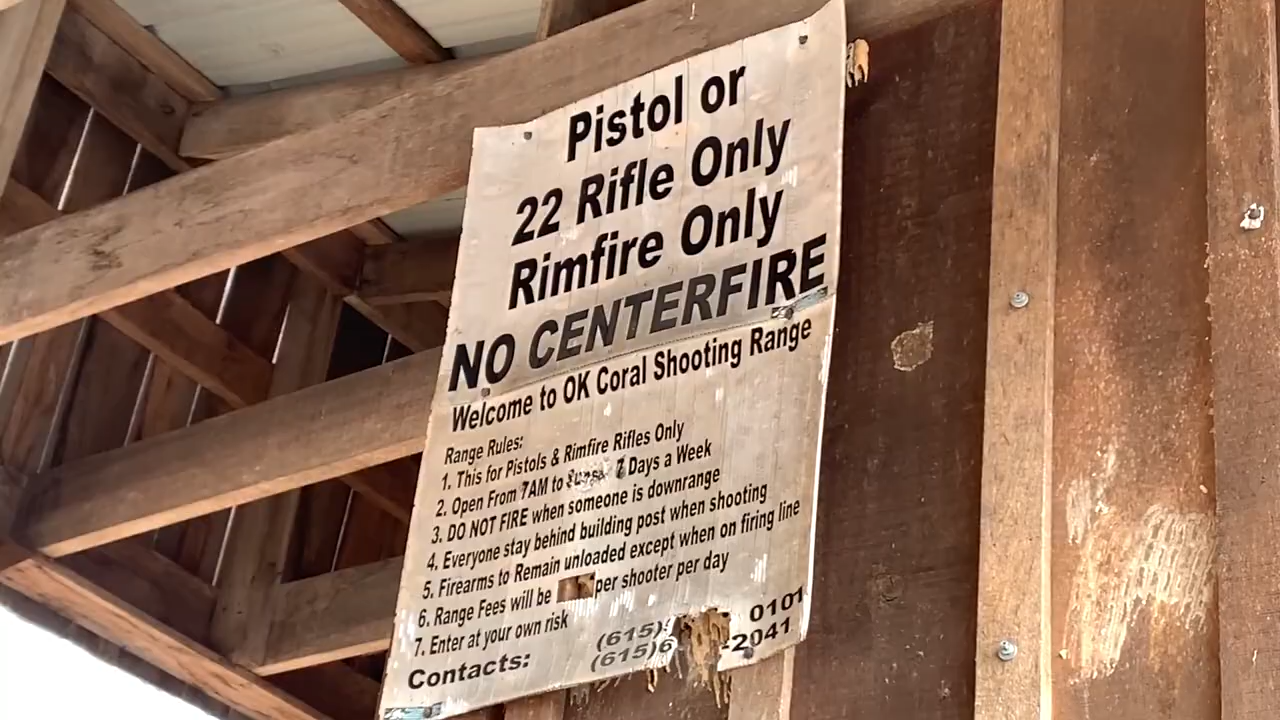 Pistol or
22 Rifle Only
Rimfire Only
NO CENTERFIRE
Welcome to OK Coral Shooting Range
Range Rules:
1. This for Pistols & Rimfire Rifles Only
2. Open From 7AM to 7 Days a Week
3. DO NOT FIRE when someone is downrange
4. Everyone stay behind building post when shooting
5. Firearms to Remain unloaded except when on firing line
6. Range Fees will be per shooter per day
7. Enter at your own risk
Contacts:
(615) 0101
(615)6 -2041